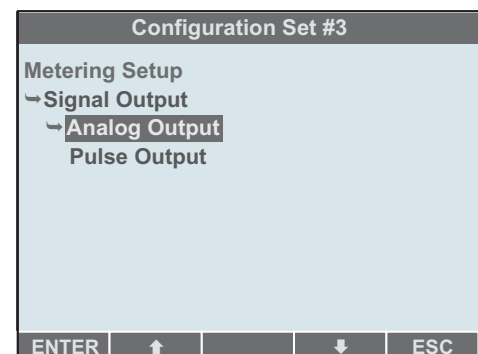 Configuration Set #3
Metering Setup
➥Signal Output
➥Analog Output
Pulse Output
ENTER ⬆ ⬇ ESC